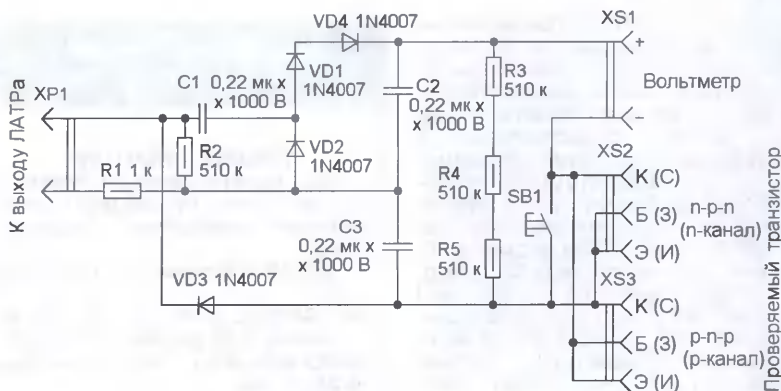 VD4 1N4007
XS1
+
C1 0,22 мк х
х 1000 В
VD1
1N4007
R3
510 к
Вольтметр
XP1
C2
0,22 мк х
х 1000 В
R2
510 к
VD2
1N4007
XS2
К выходу ЛАТРа
R1 1 к
R4
510 к
К (С)
SB1
Б (З)
n-p-n
(n-канал)
C3
0,22 мк х
х 1000 В
R5
510 к
Э (И)
VD3 1N4007
XS3
К (С)
Б (З)
p-n-p
(p-канал)
Э (И)
Проверяемый транзистор